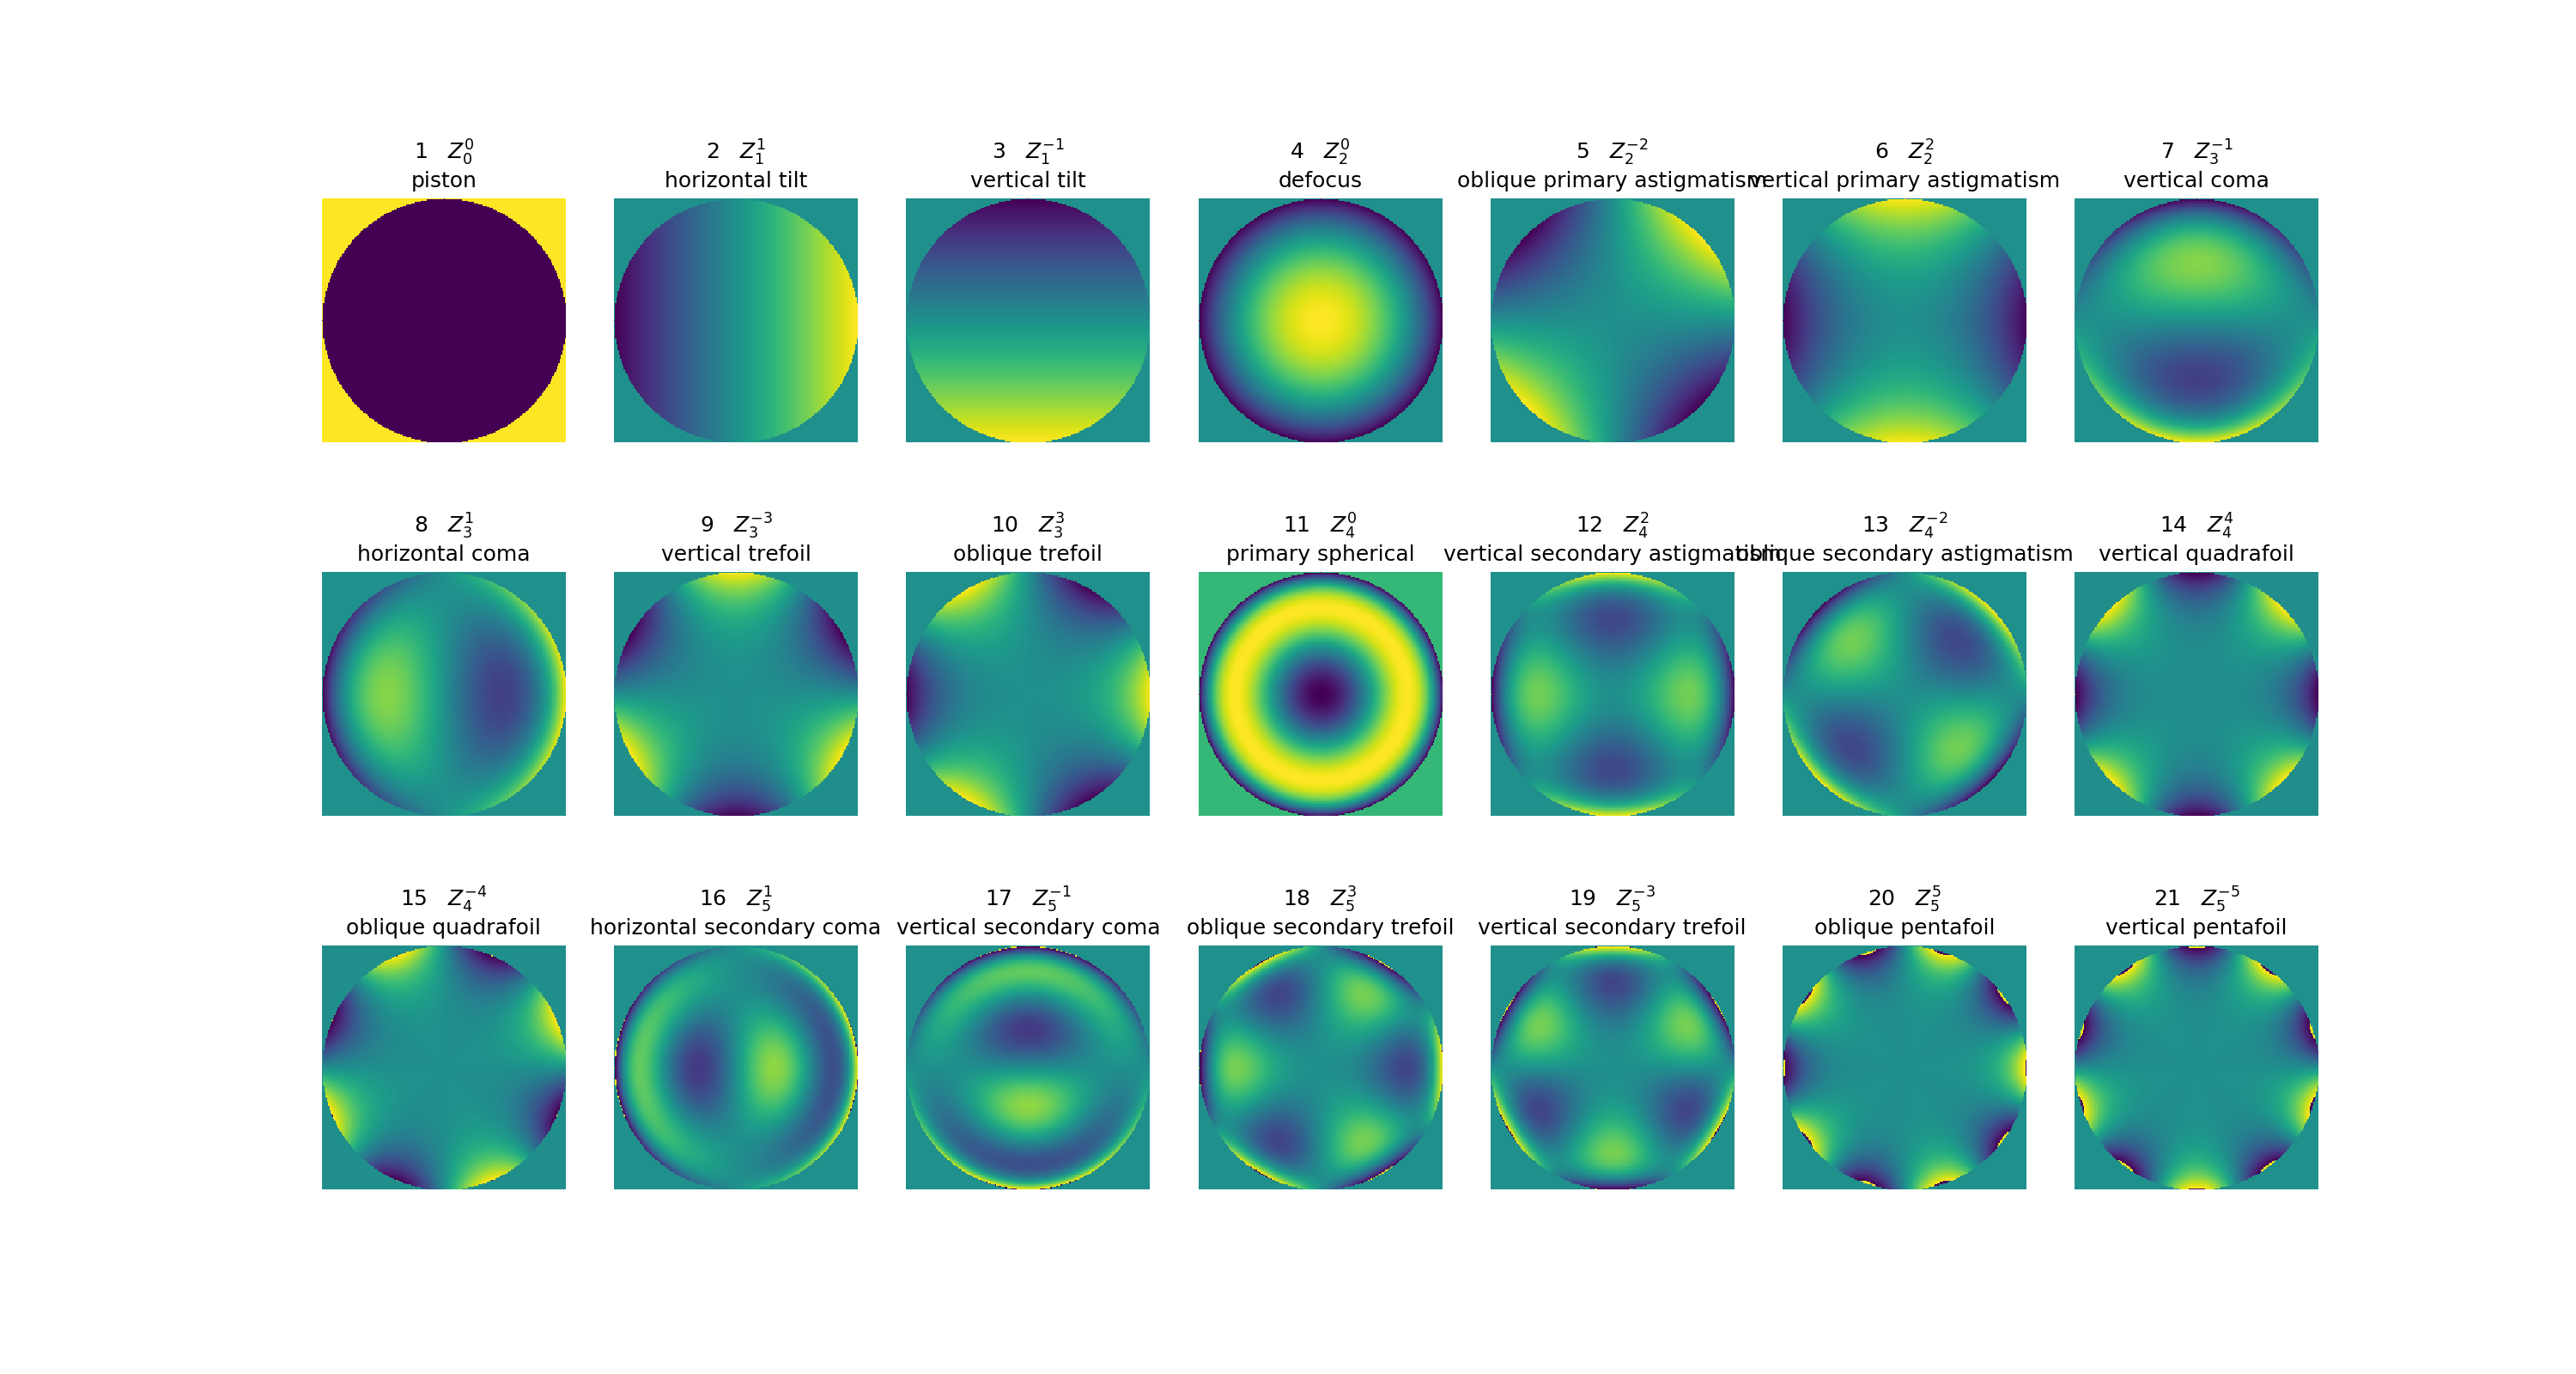 1 Z_0^0
piston
2 Z_1^1
horizontal tilt
3 Z_1^{-1}
vertical tilt
4 Z_2^0
defocus
5 Z_2^{-2}
oblique primary astigmatism
6 Z_2^2
vertical primary astigmatism
7 Z_3^{-1}
vertical coma
8 Z_3^1
horizontal coma
9 Z_3^{-3}
vertical trefoil
10 Z_3^3
oblique trefoil
11 Z_4^0
primary spherical
12 Z_4^2
vertical secondary astigmatism
13 Z_4^{-2}
oblique secondary astigmatism
14 Z_4^4
vertical quadrafoil
15 Z_4^{-4}
oblique quadrafoil
16 Z_5^1
horizontal secondary coma
17 Z_5^{-1}
vertical secondary coma
18 Z_5^3
oblique secondary trefoil
19 Z_5^{-3}
vertical secondary trefoil
20 Z_5^5
oblique pentafoil
21 Z_5^{-5}
vertical pentafoil